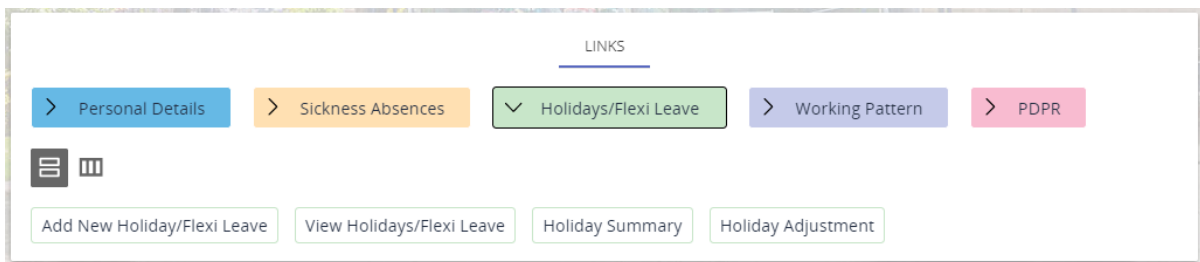 LINKS
Personal Details Sickness Absences Holidays/Flexi Leave Working Pattern PDPR
Add New Holiday/Flexi Leave View Holidays/Flexi Leave Holiday Summary Holiday Adjustment